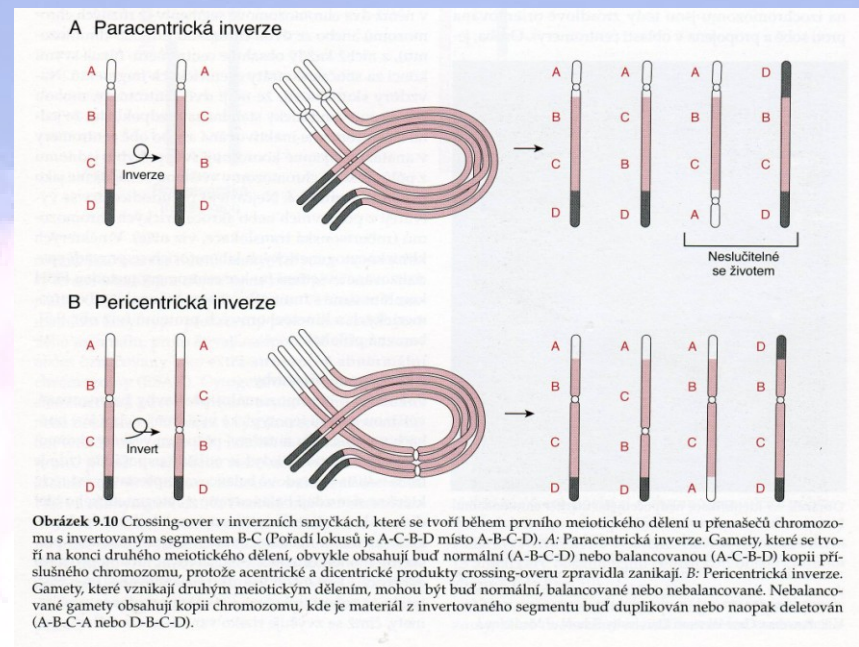 A Paracentrická inverze
A A
B C
C B
D D
Inverze
A A A D
B C B B
C B C C
D D A D
Neslučitelné
se životem
B Pericentrická inverze
A A
B C
C B
D D
Invert
A A A D
B C B B
C B C C
D D A D
Obrázek 9.10 Crossing-over v inverzních smyčkách, které se tvoří během prvního meiotického dělení u přenašečů chromozo-
mu s invertovaným segmentem B-C (Pořadí lokusů je A-C-B-D místo A-B-C-D). A: Paracentrická inverze. Gamety, které se tvo-
ří na konci druhého meiotického dělení, obvykle obsahují buď normální (A-B-C-D) nebo balancovanou (A-C-B-D) kopii pří-
slušného chromozomu, protože acentrické a dicentrické produkty crossing-overu zpravidla zanikají. B: Pericentrická inverze.
Gamety, které vznikají druhým meiotickým dělením, mohou být buď normální, balancované nebo nebalancované. Nebalanco-
vané gamety obsahují kopii chromozomu, kde je materiál z invertovaného segmentu buď duplikován nebo naopak deletován
(A-B-C-A nebo D-B-C-D).